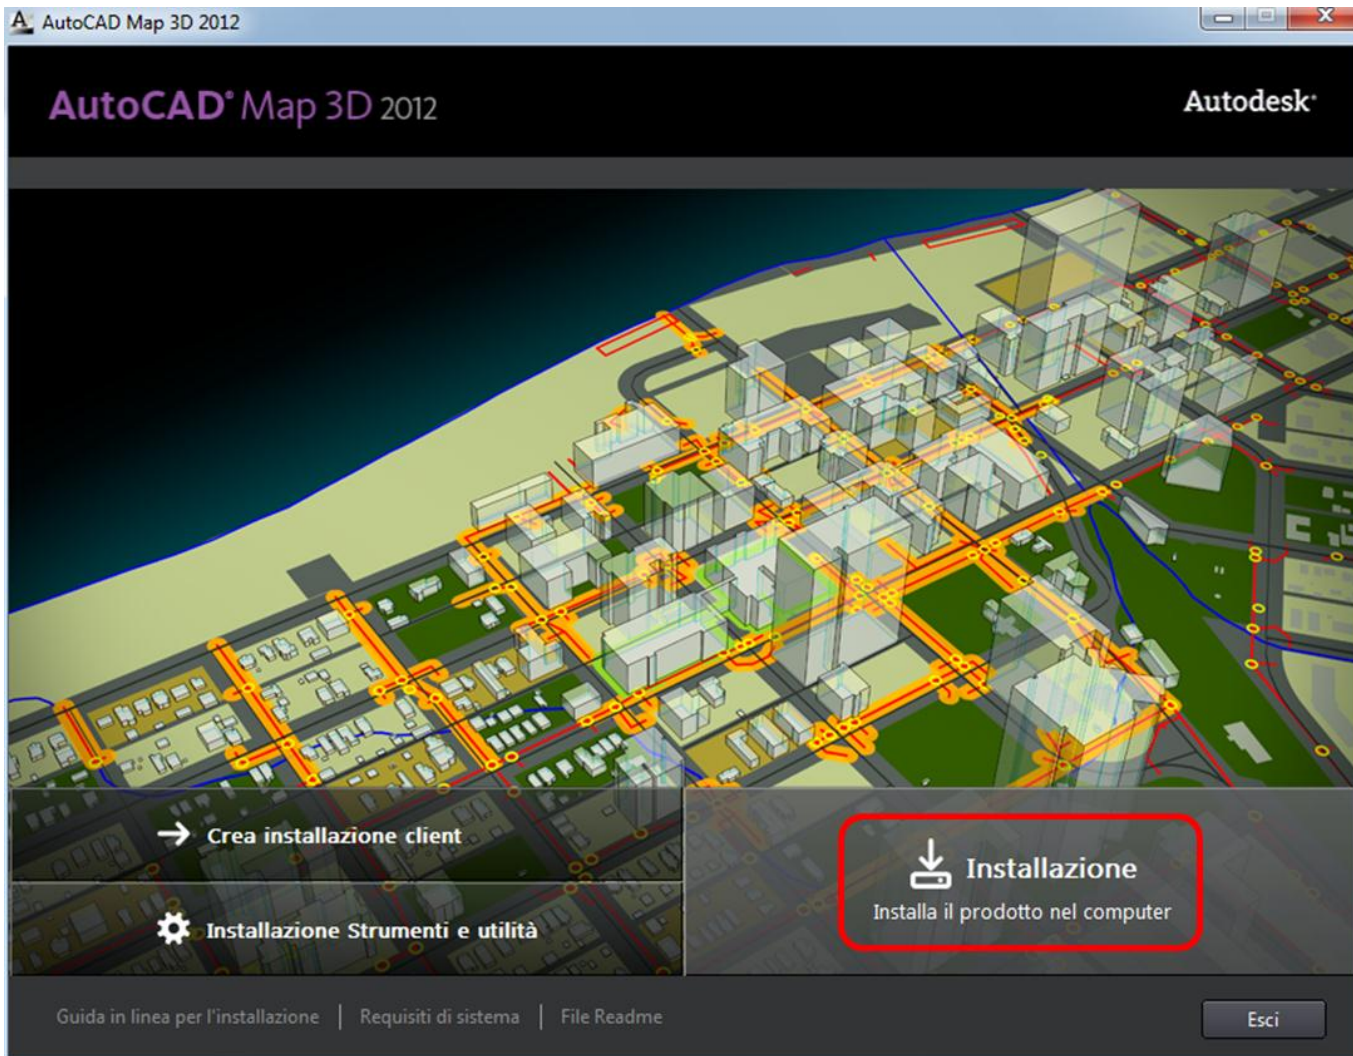 AutoCAD Map 3D 2012
AutoCAD® Map 3D 2012
Autodesk®
Crea installazione client
Installazione Strumenti e utilità
Installazione
Installa il prodotto nel computer
Guida in linea per l'installazione | Requisiti di sistema | File Readme
Esci